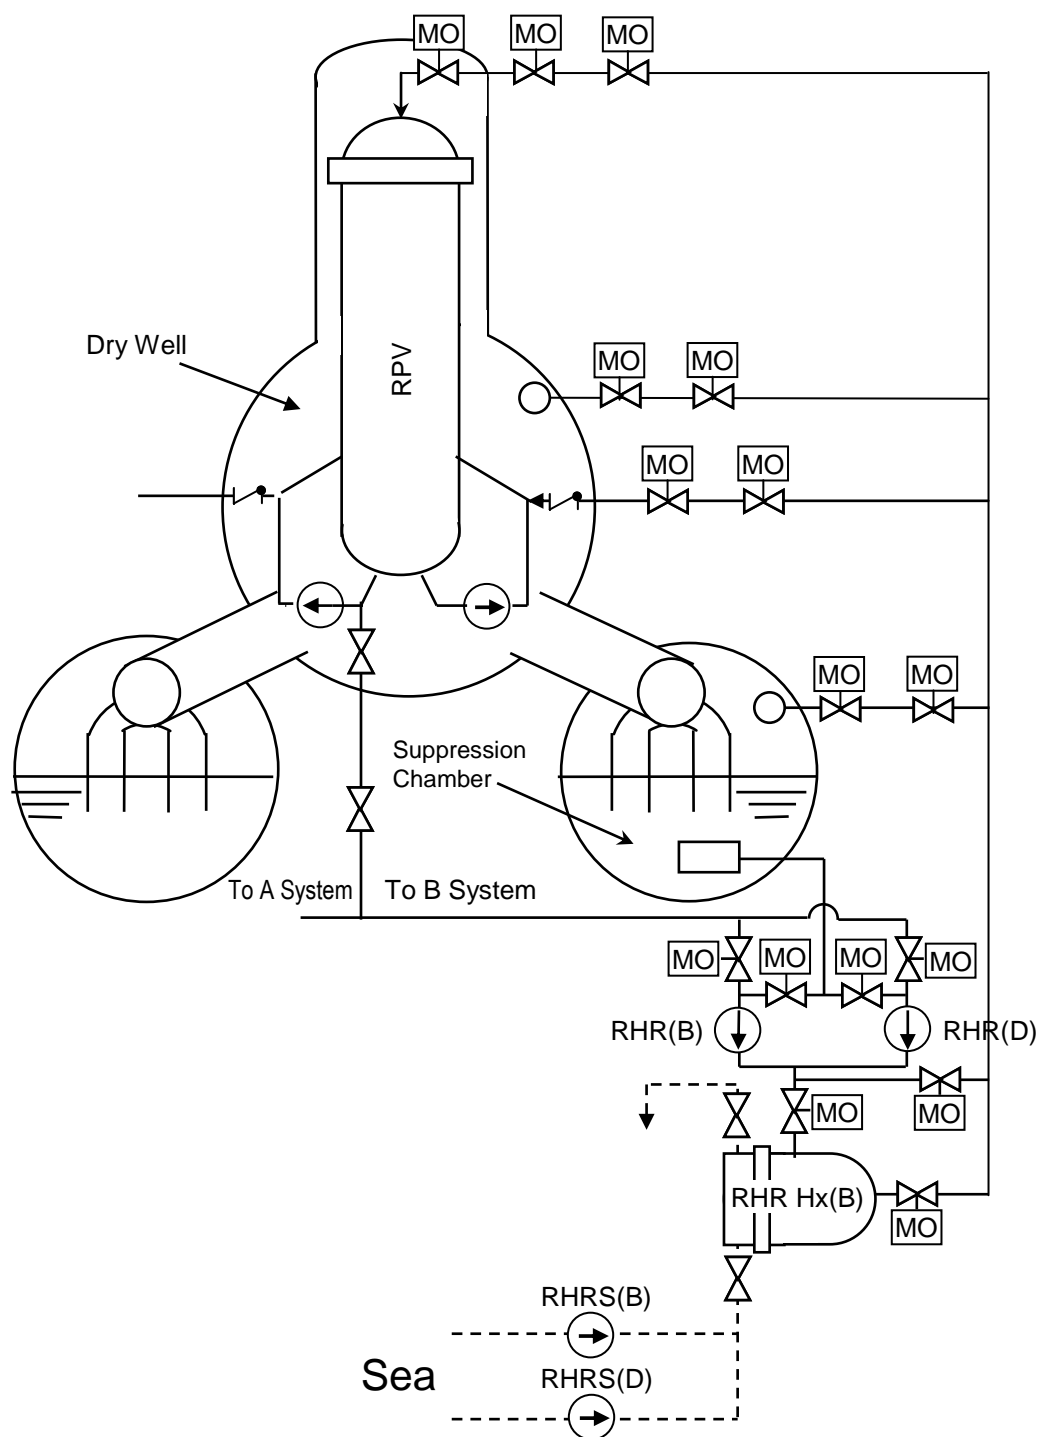 MO
MO
MO
Dry Well
RPV
MO
MO
MO
MO
MO
MO
Suppression
Chamber
To A System
To B System
MO
MO
MO
MO
RHR(B)
RHR(D)
MO
MO
RHR Hx(B)
MO
RHRS(B)
Sea
RHRS(D)